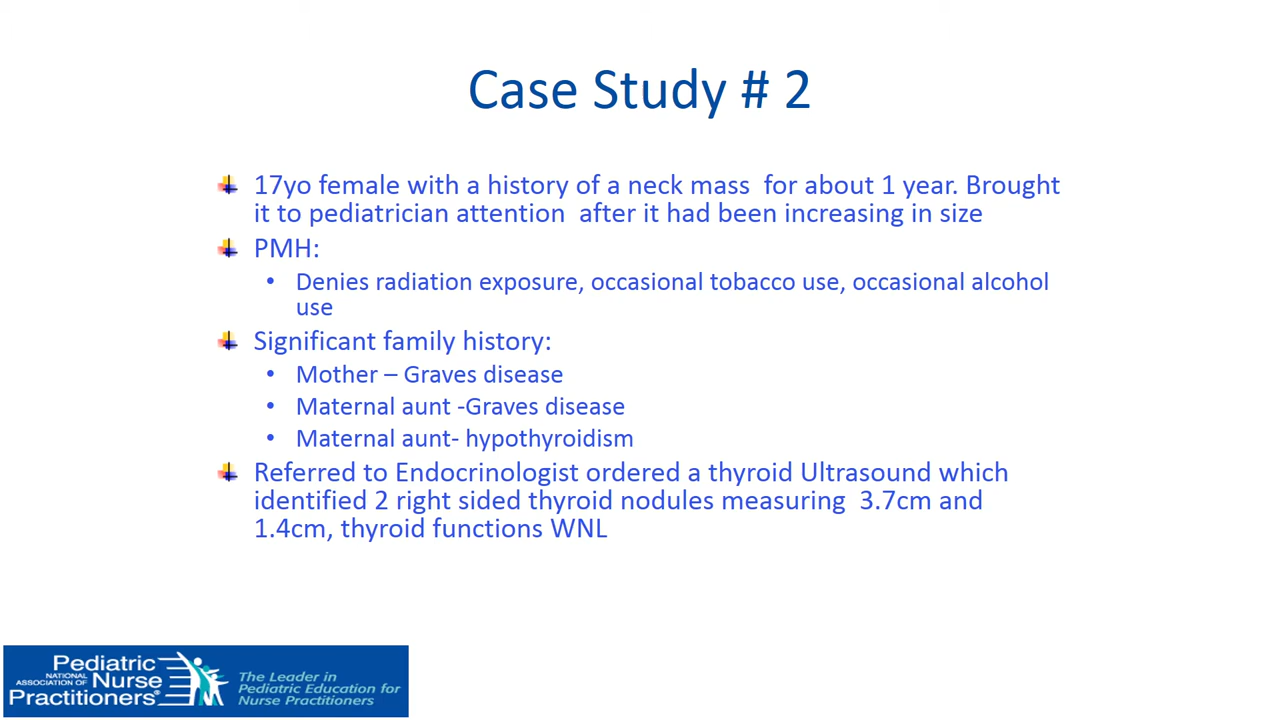 Case Study # 2
17yo female with a history of a neck mass  for about 1 year. Brought
it to pediatrician attention  after it had been increasing in size
PMH:
• Denies radiation exposure, occasional tobacco use, occasional alcohol
use
Significant family history:
• Mother – Graves disease
• Maternal aunt -Graves disease
• Maternal aunt- hypothyroidism
Referred to Endocrinologist ordered a thyroid Ultrasound which
identified 2 right sided thyroid nodules measuring  3.7cm and
1.4cm, thyroid functions WNL
Pediatric
NATIONAL
ASSOCIATION OF Nurse
Practitioners®
The Leader in
Pediatric Education for
Nurse Practitioners